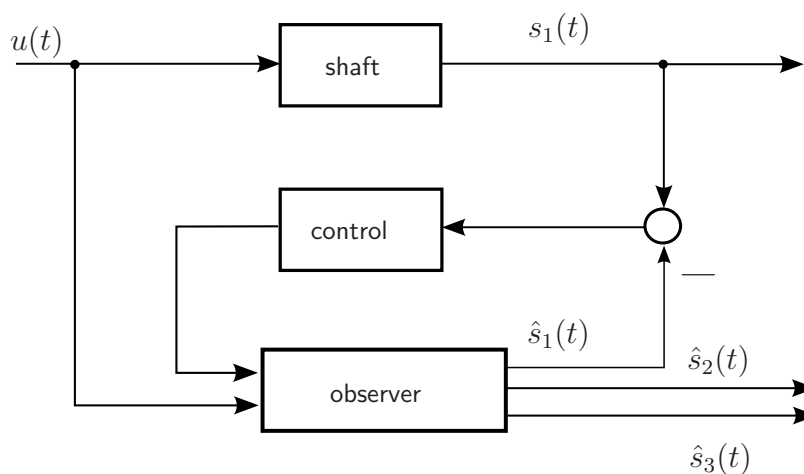 u(t)
s₁(t)
shaft
control
—
ŝ₁(t)
ŝ₂(t)
observer
ŝ₃(t)